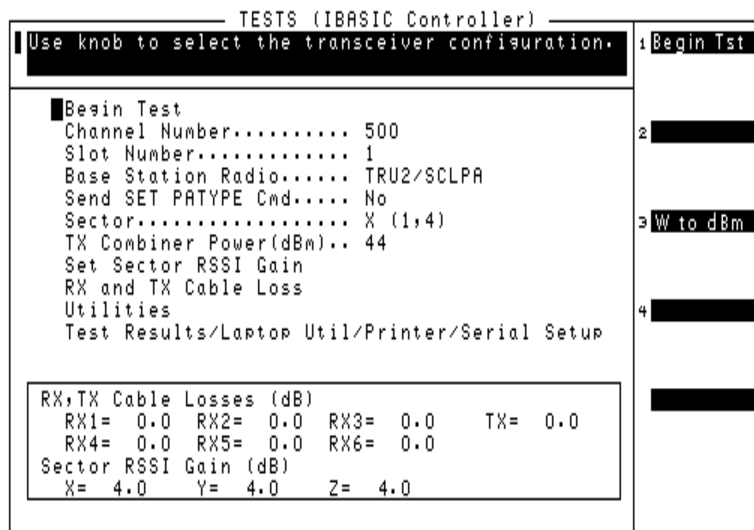 TESTS (IBASIC Controller)
Use knob to select the transceiver configuration.
1 Begin Tst
Begin Test
Channel Number.......... 500
2
Slot Number............. 1
Base Station Radio...... TRU2/SCLPA
Send SET PATYPE Cmd..... No
Sector.................. X (1,4)
3 W to dBm
TX Combiner Power(dBm).. 44
Set Sector RSSI Gain
RX and TX Cable Loss
Utilities
4
Test Results/Laptop Util/Printer/Serial Setup
RX,TX Cable Losses (dB)
RX1= 0.0 RX2= 0.0 RX3= 0.0 TX= 0.0
RX4= 0.0 RX5= 0.0 RX6= 0.0
Sector RSSI Gain (dB)
X= 4.0 Y= 4.0 Z= 4.0